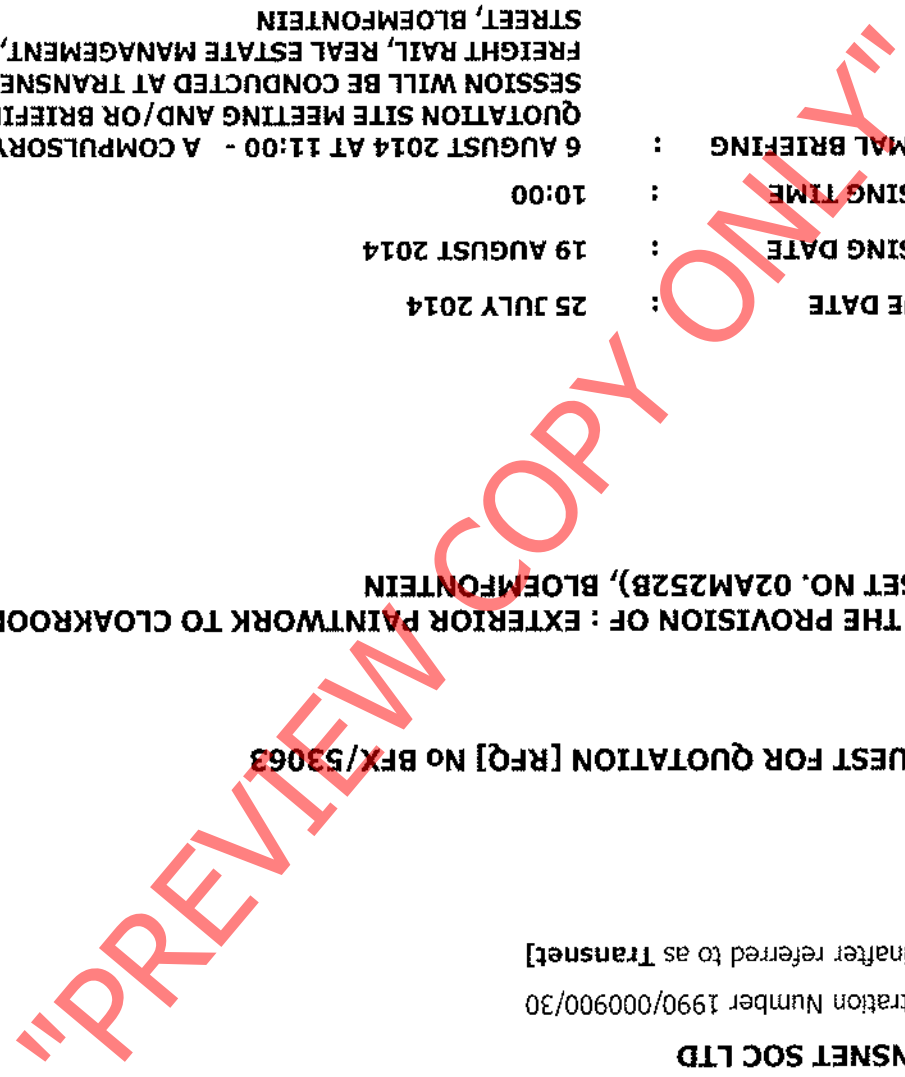 NSNET SOC LTD
tration Number 1990/000900/30
inafter referred to as Transnet]
UEST FOR QUOTATION [RFQ] No BFX/53063
THE PROVISION OF : EXTERIOR PAINTWORK TO CLOAKROO
SET NO. 02AM252B), BLOEMFONTEIN
UE DATE : 25 JULY 2014
SING DATE : 19 AUGUST 2014
SING TIME : 10:00
MAL BRIEFING : 6 AUGUST 2014 AT 11:00 - A COMPULSORY
QUOTATION SITE MEETING AND/OR BRIEFI
SESSION WILL BE CONDUCTED AT TRANSNE
FREIGHT RAIL, REAL ESTATE MANAGEMENT,
STREET, BLOEMFONTEIN
"PREVIEW COPY ONLY"